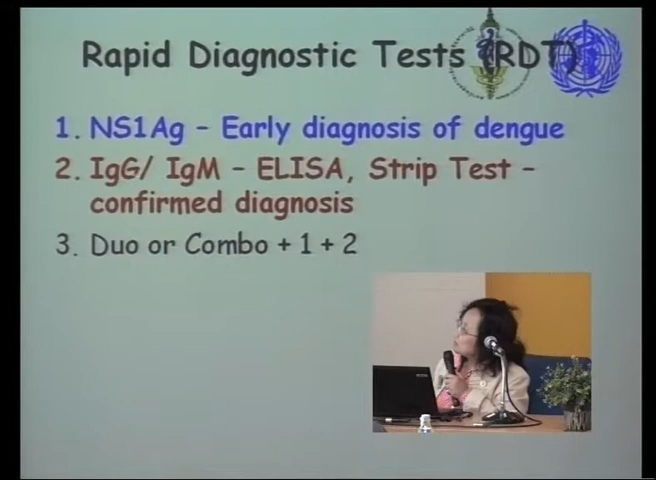 Rapid Diagnostic Tests (RDT)
1. NS1Ag – Early diagnosis of dengue
2. IgG/ IgM – ELISA, Strip Test –
confirmed diagnosis
3. Duo or Combo + 1 + 2